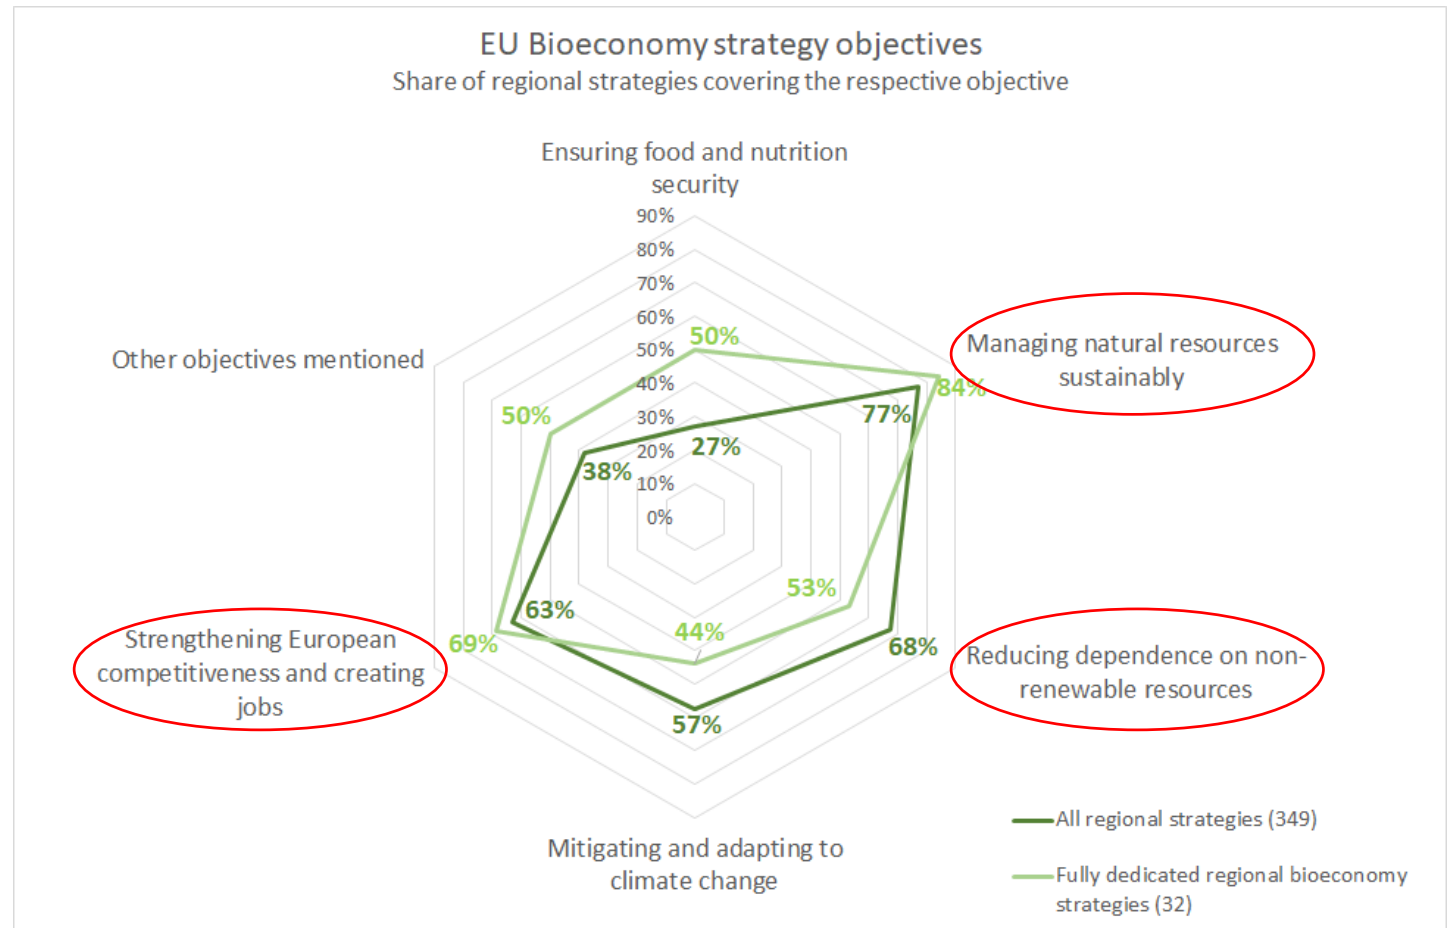 EU Bioeconomy strategy objectives
Share of regional strategies covering the respective objective
Ensuring food and nutrition
security
90%
80%
70%
60%
50%
40%
30%
20%
10%
0%
50%
27%
Managing natural resources
sustainably
84%
77%
Other objectives mentioned
50%
38%
53%
68%
Reducing dependence on non-
renewable resources
63%
69%
Strengthening European
competitiveness and creating
jobs
44%
57%
Mitigating and adapting to
climate change
All regional strategies (349)
Fully dedicated regional bioeconomy
strategies (32)